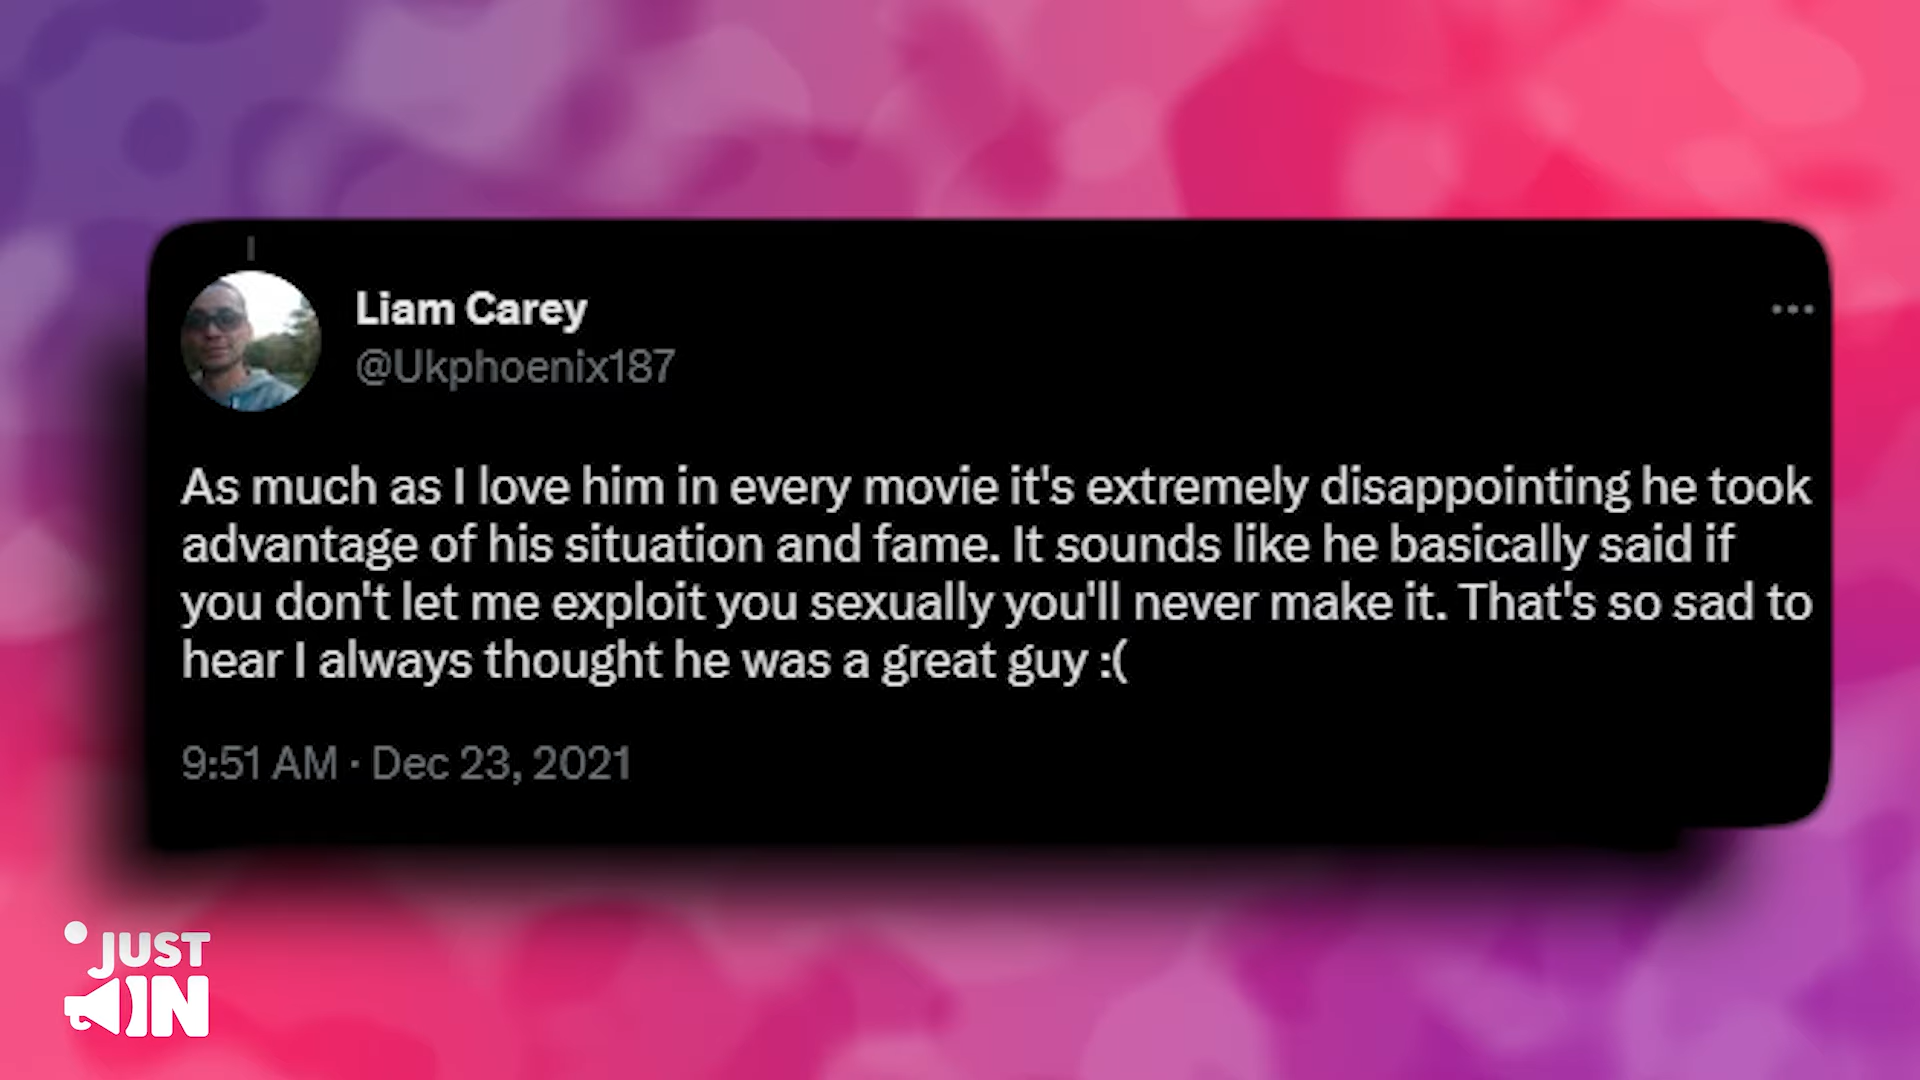 Liam Carey
@Ukphoenix187
As much as I love him in every movie it's extremely disappointing he took
advantage of his situation and fame. It sounds like he basically said if
you don't let me exploit you sexually you'll never make it. That's so sad to
hear I always thought he was a great guy :(
9:51 AM · Dec 23, 2021
JUST
IN